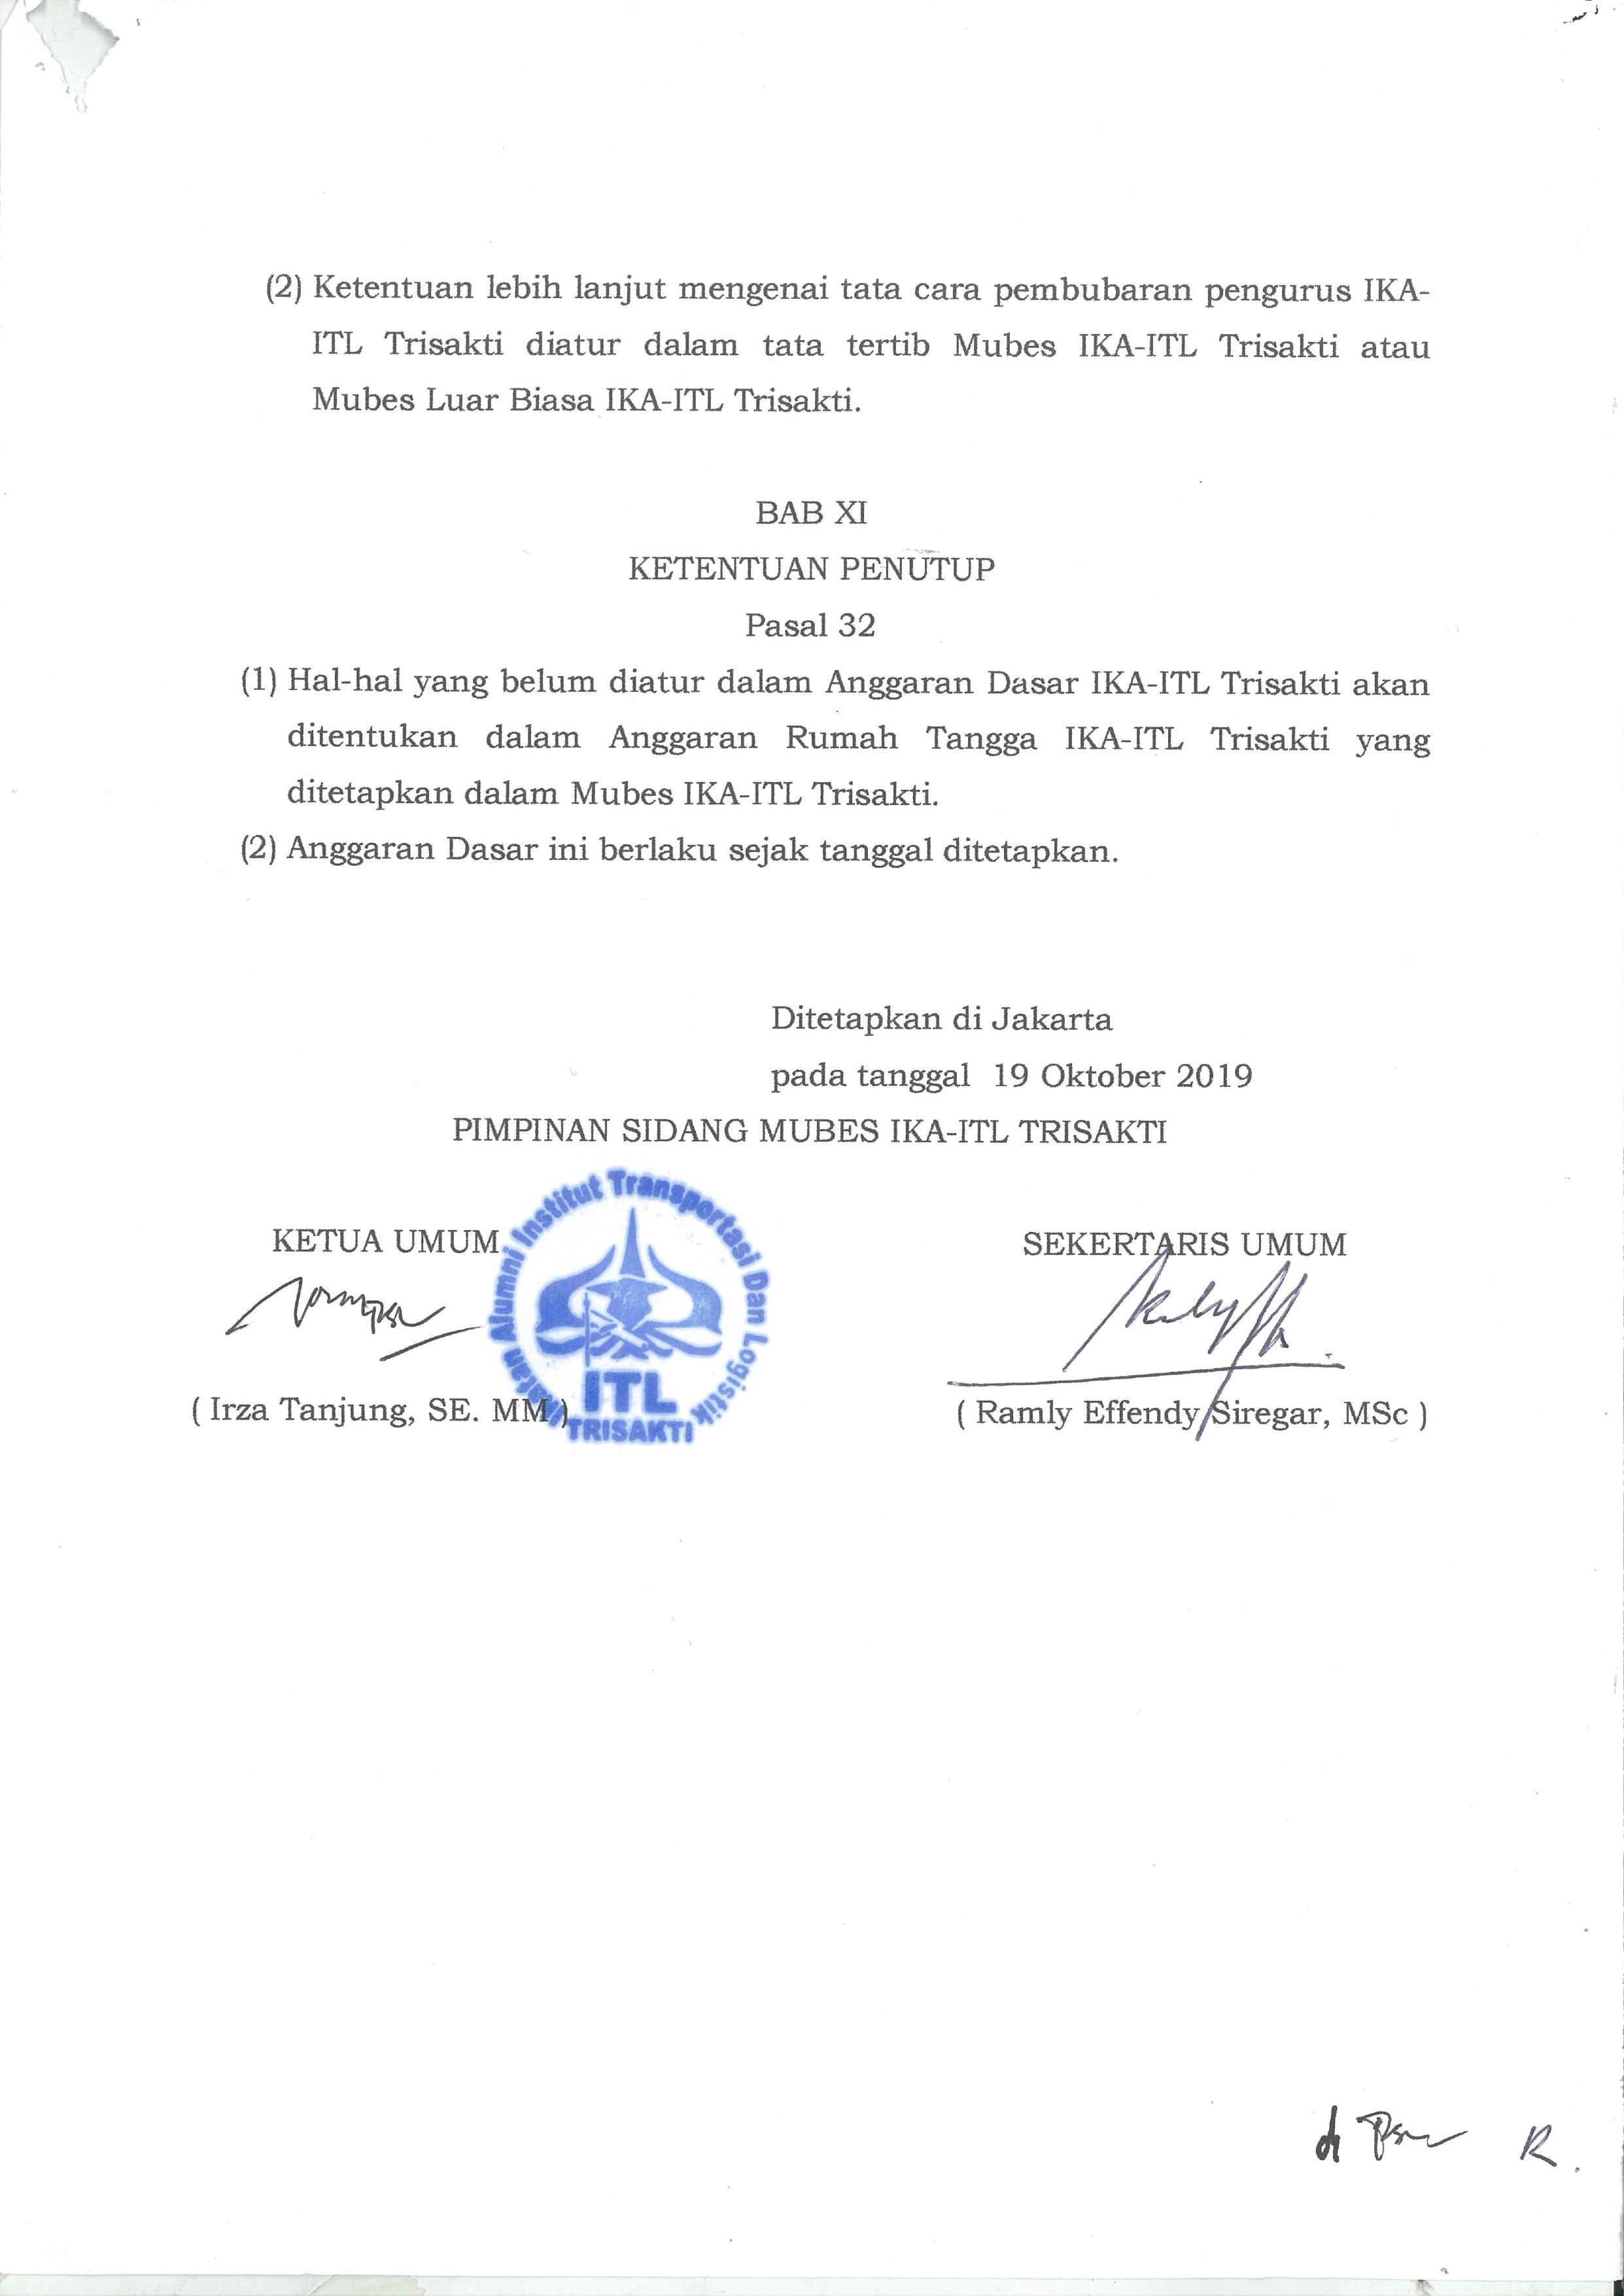 (2) Ketentuan lebih lanjut mengenai tata cara pembubaran pengurus IKA-
ITL Trisakti diatur dalam tata tertib Mubes IKA-ITL Trisakti atau
Mubes Luar Biasa IKA-ITL Trisakti.
BAB XI
KETENTUAN PENUTUP
Pasal 32
(1) Hal-hal yang belum diatur dalam Anggaran Dasar IKA-ITL Trisakti akan
ditentukan dalam Anggaran Rumah Tangga IKA-ITL Trisakti yang
ditetapkan dalam Mubes IKA-ITL Trisakti.
(2) Anggaran Dasar ini berlaku sejak tanggal ditetapkan.
Ditetapkan di Jakarta
pada tanggal 19 Oktober 2019
PIMPINAN SIDANG MUBES IKA-ITL TRISAKTI
KETUA UMUM
SEKERTARIS UMUM
Alumni Institut Transportasi Dan Logistik
ITL
TRISAKTI
( Irza Tanjung, SE. MM )
( Ramly Effendy Siregar, MSc )
R.